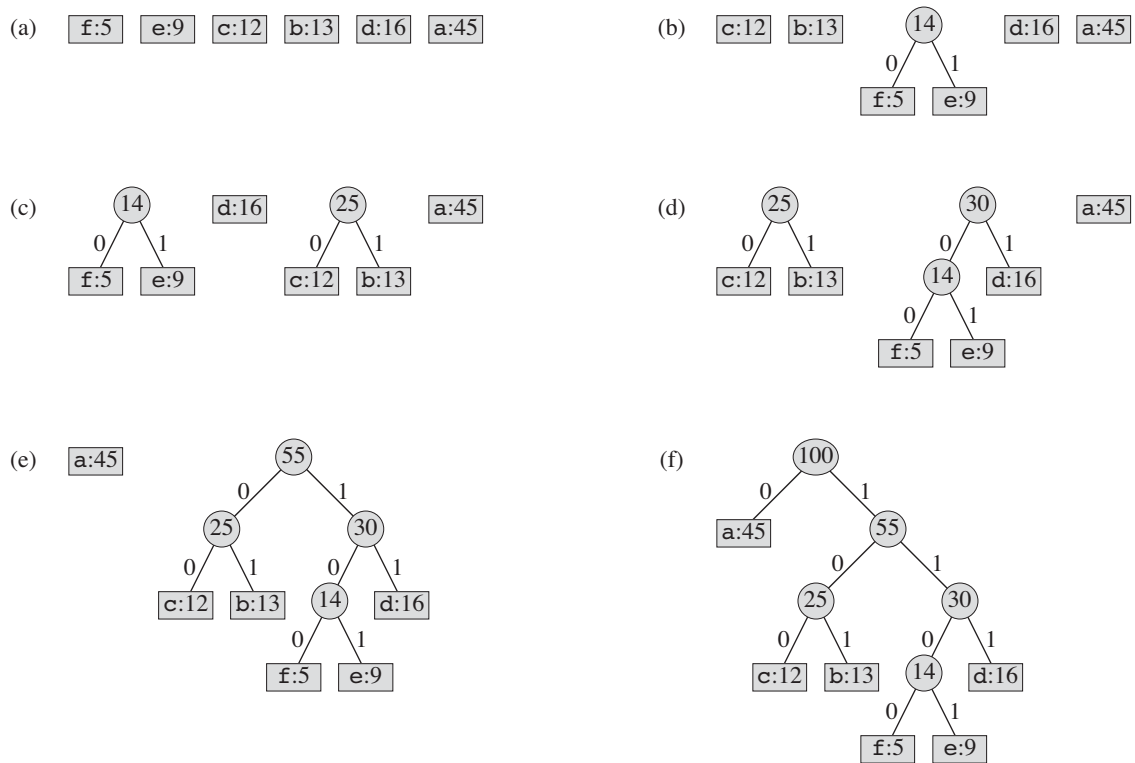 (a) f:5 e:9 c:12 b:13 d:16 a:45
(b) c:12 b:13 14 d:16 a:45
0 1
f:5 e:9
(c) 14 d:16 25 a:45
0 1 0 1
f:5 e:9 c:12 b:13
(d) 25 30 a:45
0 1 0 1
c:12 b:13 14 d:16
0 1
f:5 e:9
(e) a:45 55
0 1
25 30
0 1 0 1
c:12 b:13 14 d:16
0 1
f:5 e:9
(f) 100
0 1
a:45 55
0 1
25 30
0 1 0 1
c:12 b:13 14 d:16
0 1
f:5 e:9